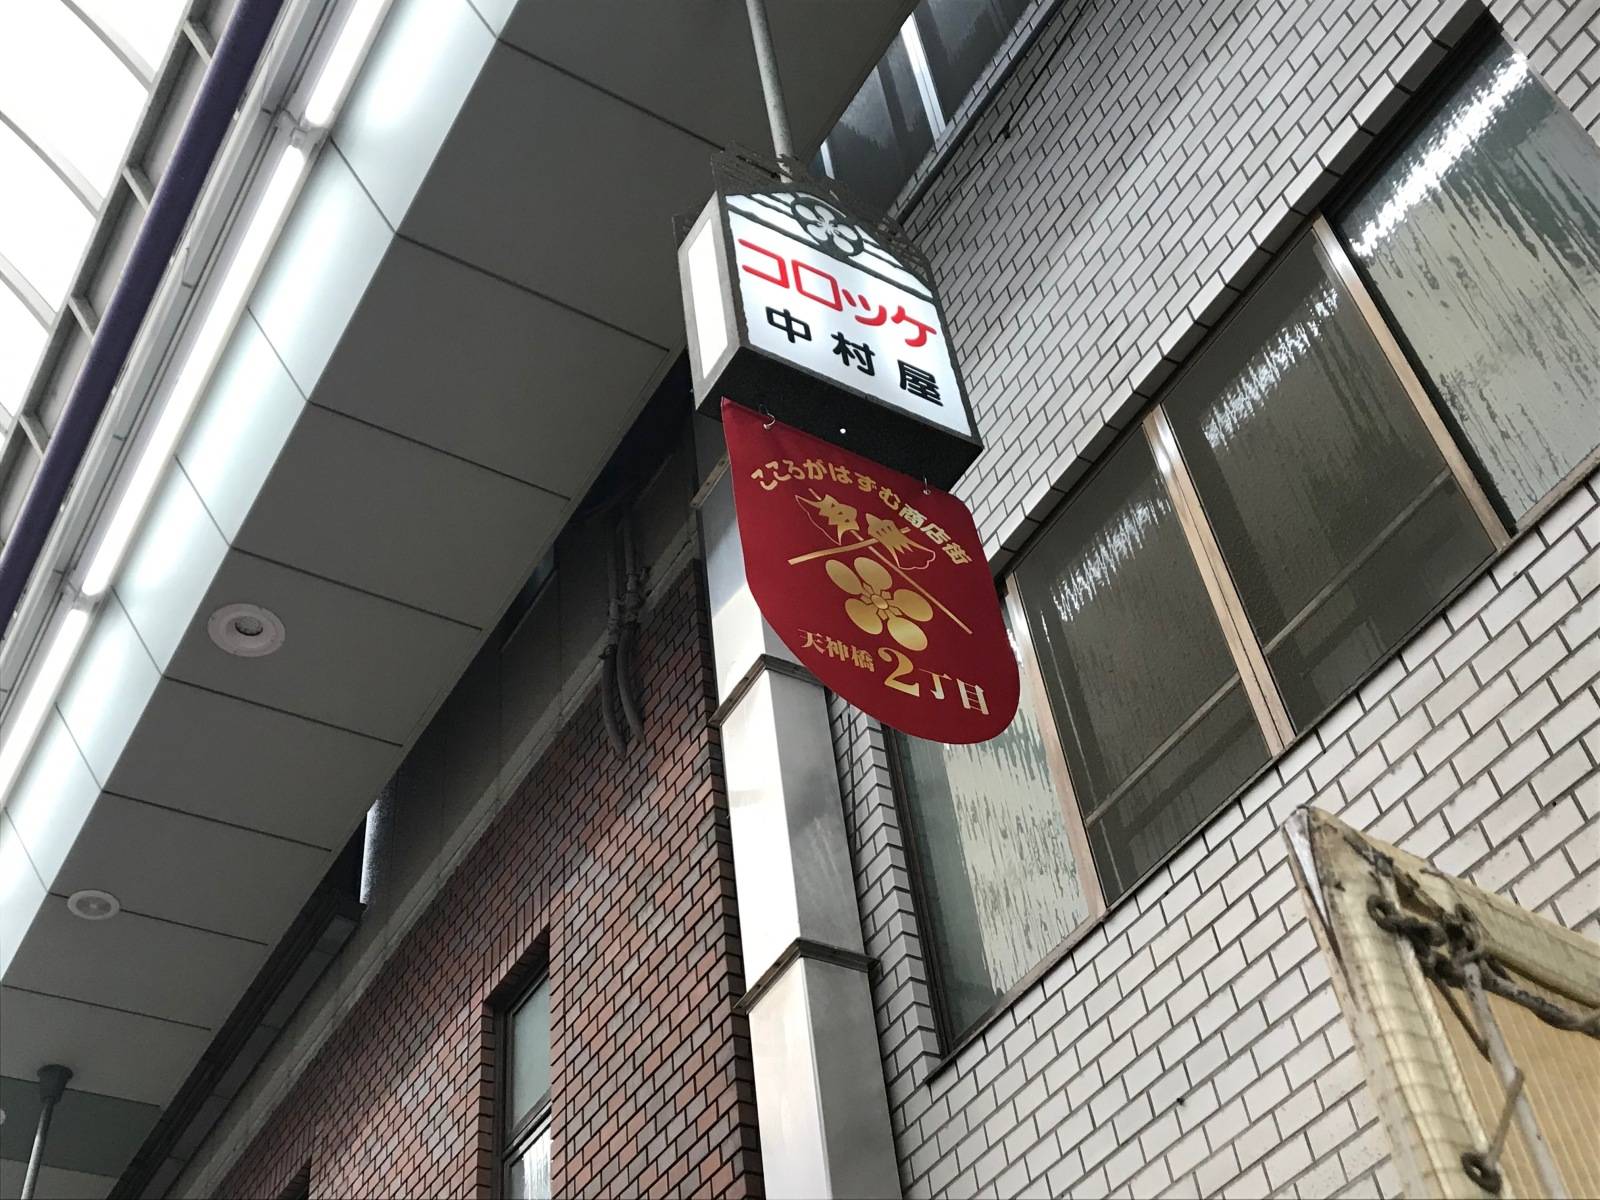 コロッケ
中村屋
こころがはずむ商店街
天神橋2丁目